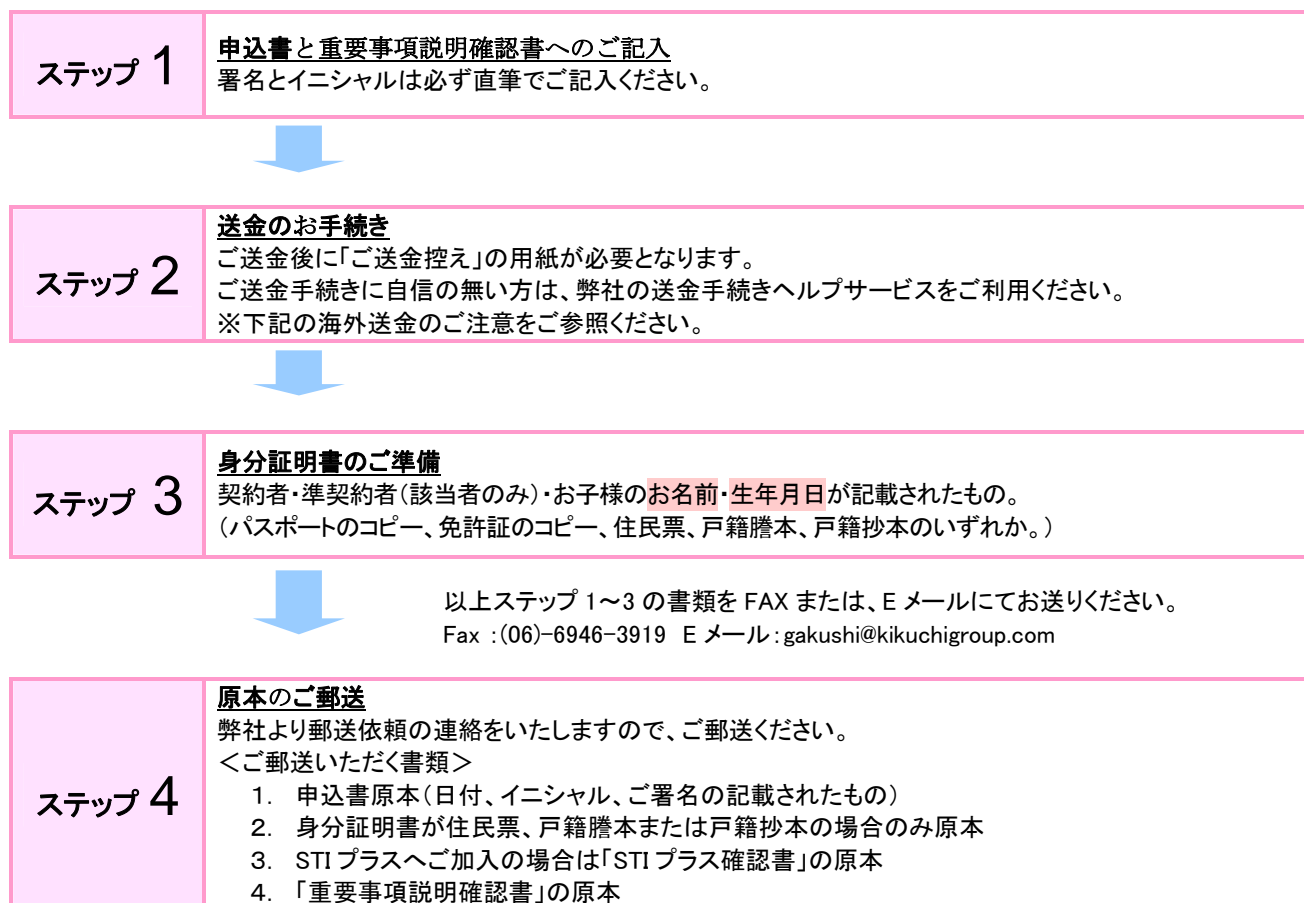 ステップ 1
申込書と重要事項説明確認書へのご記入
署名とイニシャルは必ず直筆でご記入ください。
ステップ 2
送金のお手続き
ご送金後に「ご送金控え」の用紙が必要となります。
ご送金手続きに自信の無い方は、弊社の送金手続きヘルプサービスをご利用ください。
※下記の海外送金のご注意をご参照ください。
ステップ 3
身分証明書のご準備
契約者・準契約者(該当者のみ)・お子様のお名前・生年月日が記載されたもの。
(パスポートのコピー、免許証のコピー、住民票、戸籍謄本、戸籍抄本のいずれか。)
以上ステップ 1～3 の書類を FAX または、E メールにてお送りください。
Fax :(06)-6946-3919 E メール:gakushi@kikuchigroup.com
ステップ 4
原本のご郵送
弊社より郵送依頼の連絡をいたしますので、ご郵送ください。
<ご郵送いただく書類>
1. 申込書原本(日付、イニシャル、ご署名の記載されたもの)
2. 身分証明書が住民票、戸籍謄本または戸籍抄本の場合のみ原本
3. STI プラスへご加入の場合は「STI プラス確認書」の原本
4. 「重要事項説明確認書」の原本